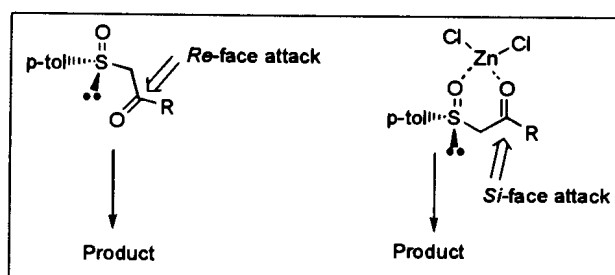 O
p-tol S Re-face attack
O R
Product
Cl Cl
Zn
O O
p-tol S R
Si-face attack
Product